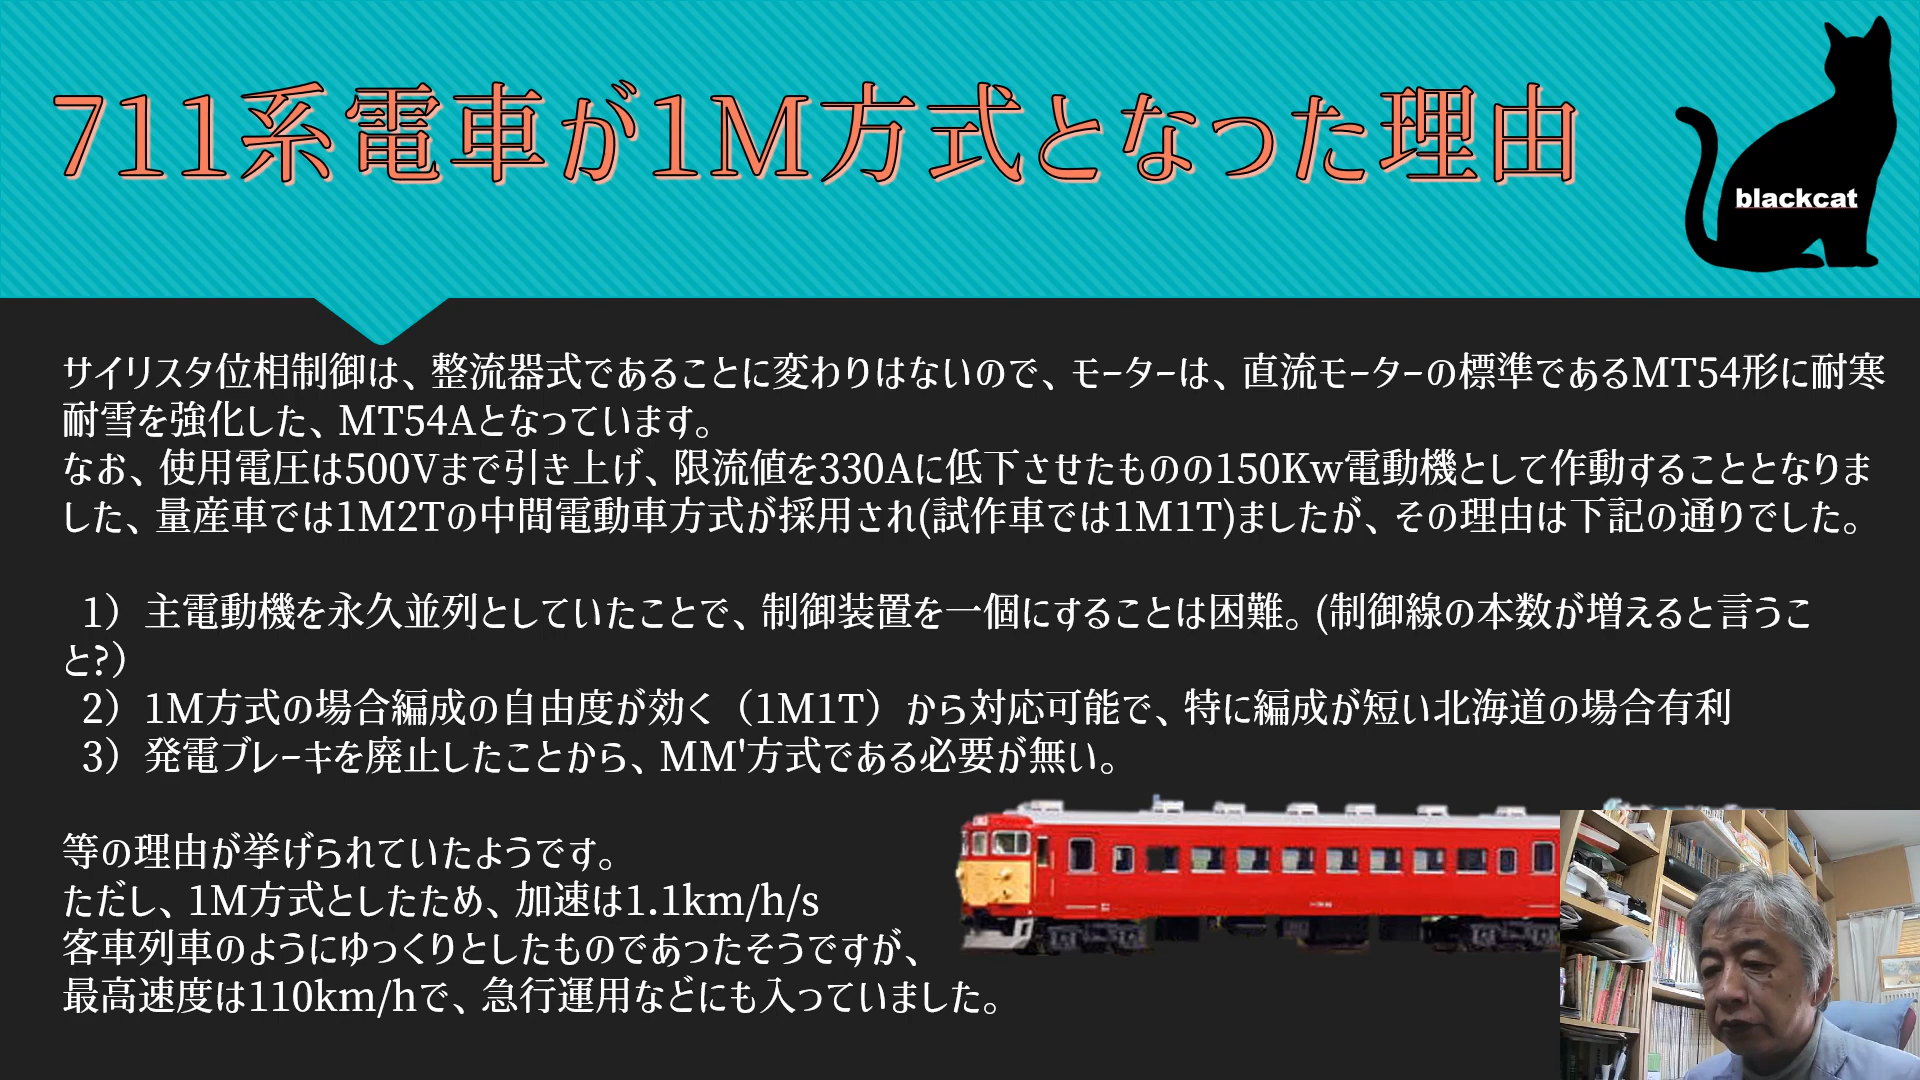 711系電車が1M方式となった理由
blackcat
サイリスタ位相制御は、整流器式であることに変わりはないので、モーターは、直流モーターの標準であるMT54形に耐寒
耐雪を強化した、MT54Aとなっています。
なお、使用電圧は500Vまで引き上げ、限流値を330Aに低下させたものの150Kw電動機として作動することとなりま
した、量産車では1M2Tの中間電動車方式が採用され(試作車では1M1T)ましたが、その理由は下記の通りでした。
1）主電動機を永久並列としていたことで、制御装置を一個にすることは困難。(制御線の本数が増えると言うこ
と?）
2）1M方式の場合編成の自由度が効く（1M1T）から対応可能で、特に編成が短い北海道の場合有利
3）発電ブレーキを廃止したことから、MM'方式である必要が無い。
等の理由が挙げられていたようです。
ただし、1M方式としたため、加速は1.1km/h/s
客車列車のようにゆっくりとしたものであったそうですが、
最高速度は110km/hで、急行運用などにも入っていました。